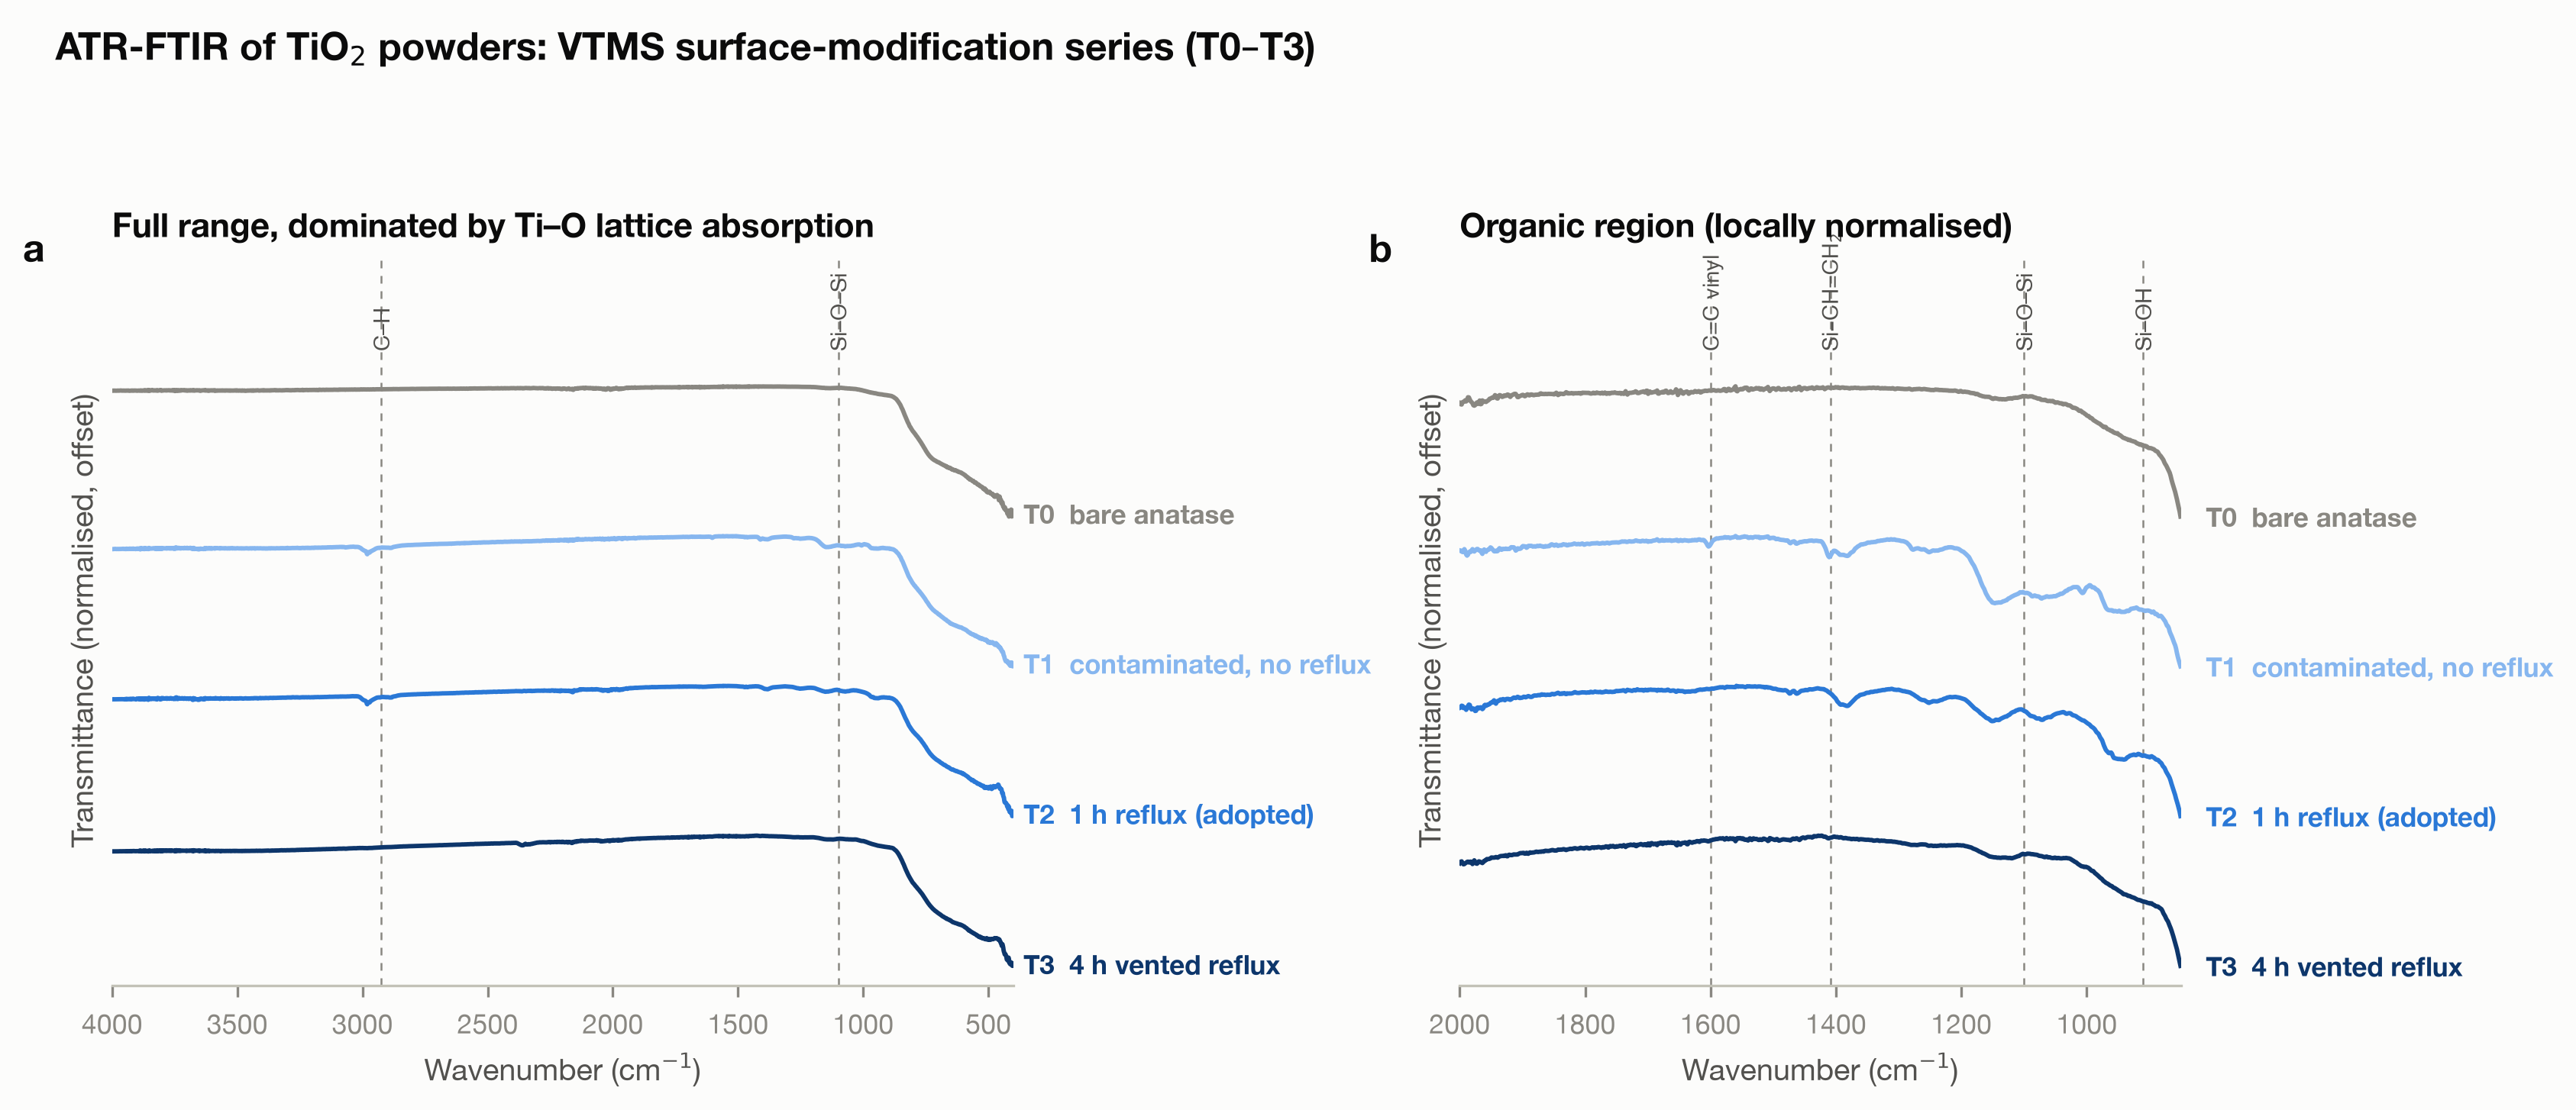 ATR-FTIR of TiO₂ powders: VTMS surface-modification series (T0–T3)
a
Full range, dominated by Ti–O lattice absorption
C–H
Si–O–Si
Transmittance (normalised, offset)
T0 bare anatase
T1 contaminated, no reflux
T2 1 h reflux (adopted)
T3 4 h vented reflux
4000
3500
3000
2500
2000
1500
1000
500
Wavenumber (cm⁻¹)
b
Organic region (locally normalised)
C=C vinyl
Si–CH=CH₂
Si–O–Si
Si–OH
Transmittance (normalised, offset)
T0 bare anatase
T1 contaminated, no reflux
T2 1 h reflux (adopted)
T3 4 h vented reflux
2000
1800
1600
1400
1200
1000
Wavenumber (cm⁻¹)